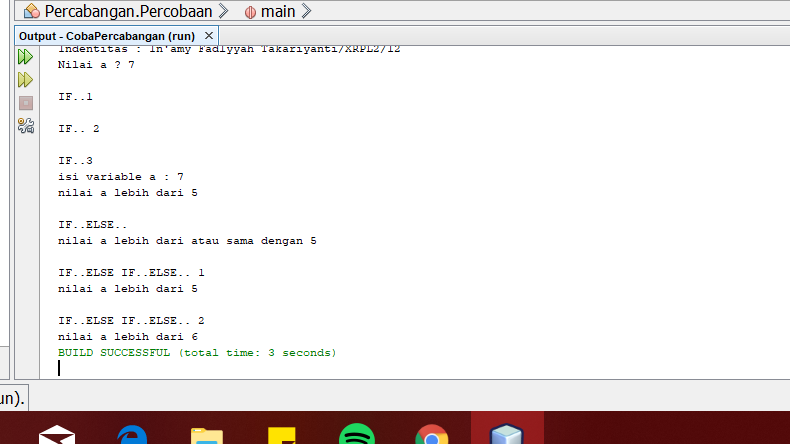 Percabangan.Percobaan main
Output - CobaPercabangan (run) ×
Indentitas : In'amy Fadlyyah Takariyanti/XRPL2/12
Nilai a ? 7
IF..1
IF.. 2
IF..3
isi variable a : 7
nilai a lebih dari 5
IF..ELSE..
nilai a lebih dari atau sama dengan 5
IF..ELSE IF..ELSE.. 1
nilai a lebih dari 5
IF..ELSE IF..ELSE.. 2
nilai a lebih dari 6
BUILD SUCCESSFUL (total time: 3 seconds)
un).